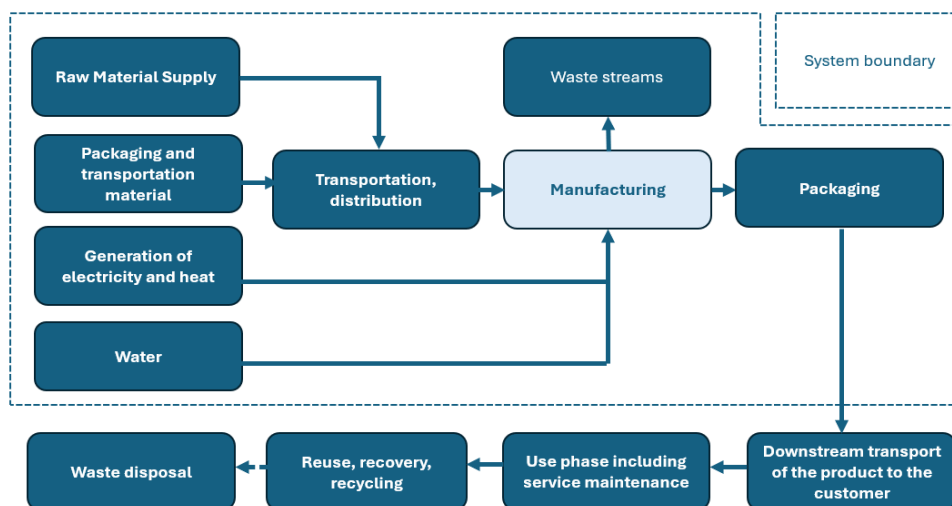 Raw Material Supply
Waste streams
System boundary
Packaging and
transportation
material
Transportation,
distribution
Manufacturing
Packaging
Generation of
electricity and heat
Water
Waste disposal
Reuse, recovery,
recycling
Use phase including
service maintenance
Downstream transport
of the product to the
customer